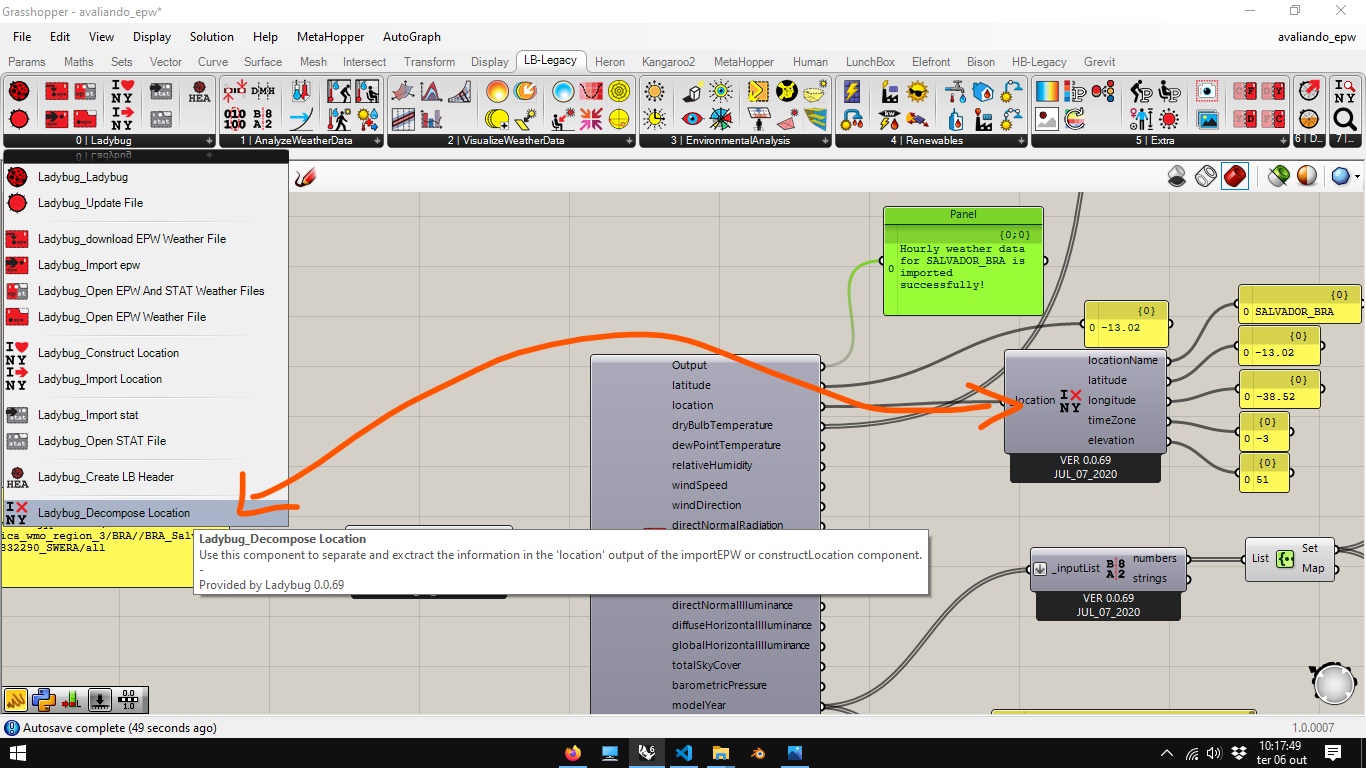 Grasshopper - avaliando_epw*
File Edit View Display Solution Help MetaHopper AutoGraph avaliando_epw
Params Maths Sets Vector Curve Surface Mesh Intersect Transform Display LB-Legacy Heron Kangaroo2 MetaHopper Human LunchBox Elefront Bison HB-Legacy Grevit
0 | Ladybug 1 | AnalyzeWeatherData 2 | VisualizeWeatherData 3 | EnvironmentalAnalysis 4 | Renewables 5 | Extra 6 | D... 7 |...
Ladybug_Ladybug
Ladybug_Update File
Ladybug_download EPW Weather File
Ladybug_Import epw
Ladybug_Open EPW And STAT Weather Files
Ladybug_Open EPW Weather File
Ladybug_Construct Location
Ladybug_Import Location
Ladybug_Import stat
Ladybug_Open STAT File
Ladybug_Create LB Header
Ladybug_Decompose Location
ica_wmo_region_3/BRA//BRA_Sal
832290_SWERA/all
Ladybug_Decompose Location
Use this component to separate and exctract the information in the 'location' output of the importEPW or constructLocation component.
-
Provided by Ladybug 0.0.69
Panel
{0;0}
0 Hourly weather data
for SALVADOR_BRA is
imported
successfully!
Output
latitude
location
dryBulbTemperature
dewPointTemperature
relativeHumidity
windSpeed
windDirection
directNormalRadiation
directNormalIlluminance
diffuseHorizontalIlluminance
globalHorizontalIlluminance
totalSkyCover
barometricPressure
modelYear
{0}
0 -13.02
_location
I X
NY
locationName
latitude
longitude
timeZone
elevation
VER 0.0.69
JUL_07_2020
{0}
0 SALVADOR_BRA
{0}
0 -13.02
{0}
0 -38.52
{0}
0 -3
{0}
0 51
_inputList
B 8
A 2
numbers
strings
VER 0.0.69
JUL_07_2020
List
Set
Map
Autosave complete (49 seconds ago) 1.0.0007
10:17:49
ter 06 out